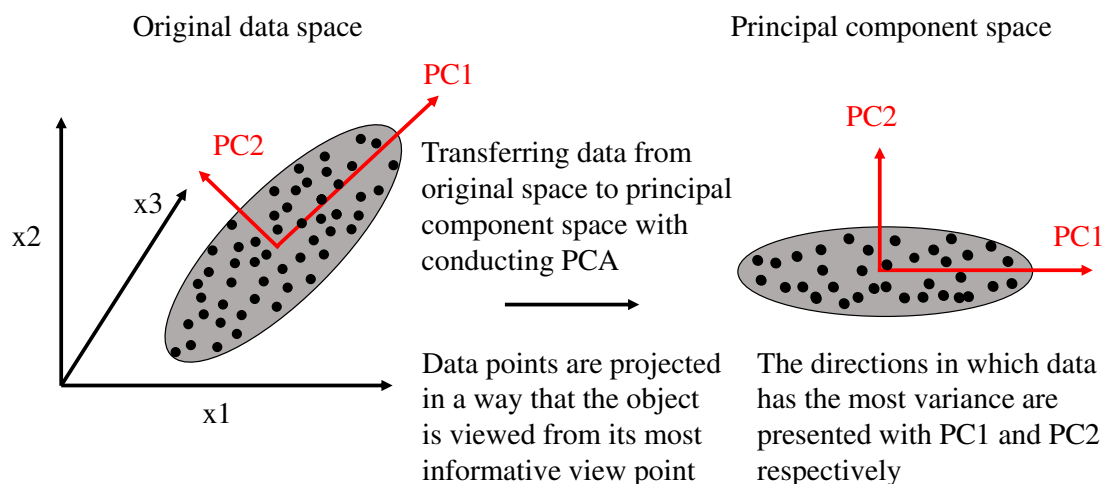 Original data space
Principal component space
PC1
PC2
x3
x2
x1
Transferring data from
original space to principal
component space with
conducting PCA
PC2
PC1
Data points are projected
in a way that the object
is viewed from its most
informative view point
The directions in which data
has the most variance are
presented with PC1 and PC2
respectively